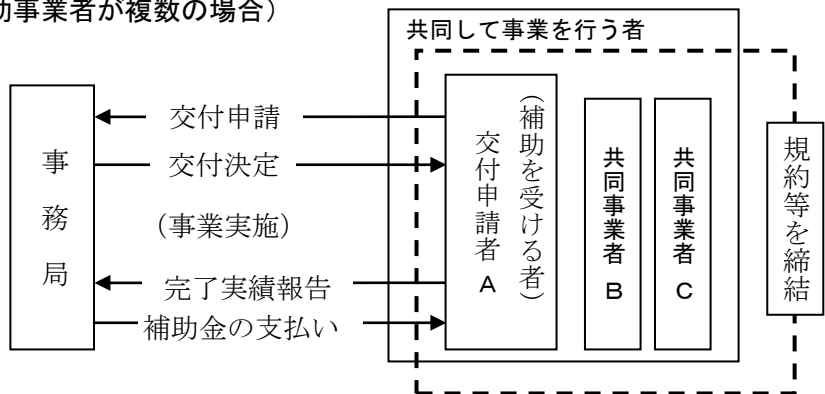 事業者が複数の場合）
共同して事業を行う者
事務局
交付申請
交付決定
（事業実施）
完了実績報告
補助金の支払い
（補助を受ける者）
交付申請者A
共同事業者B
共同事業者C
規約等を締結